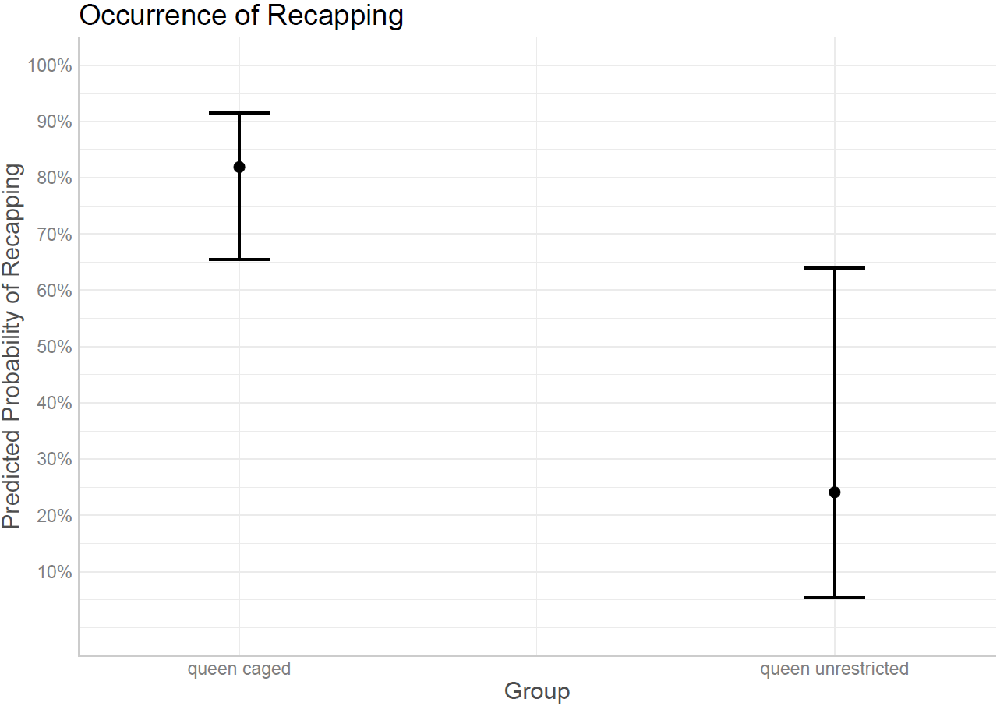 Occurrence of Recapping
Predicted Probability of Recapping
100%
90%
80%
70%
60%
50%
40%
30%
20%
10%
queen caged
queen unrestricted
Group